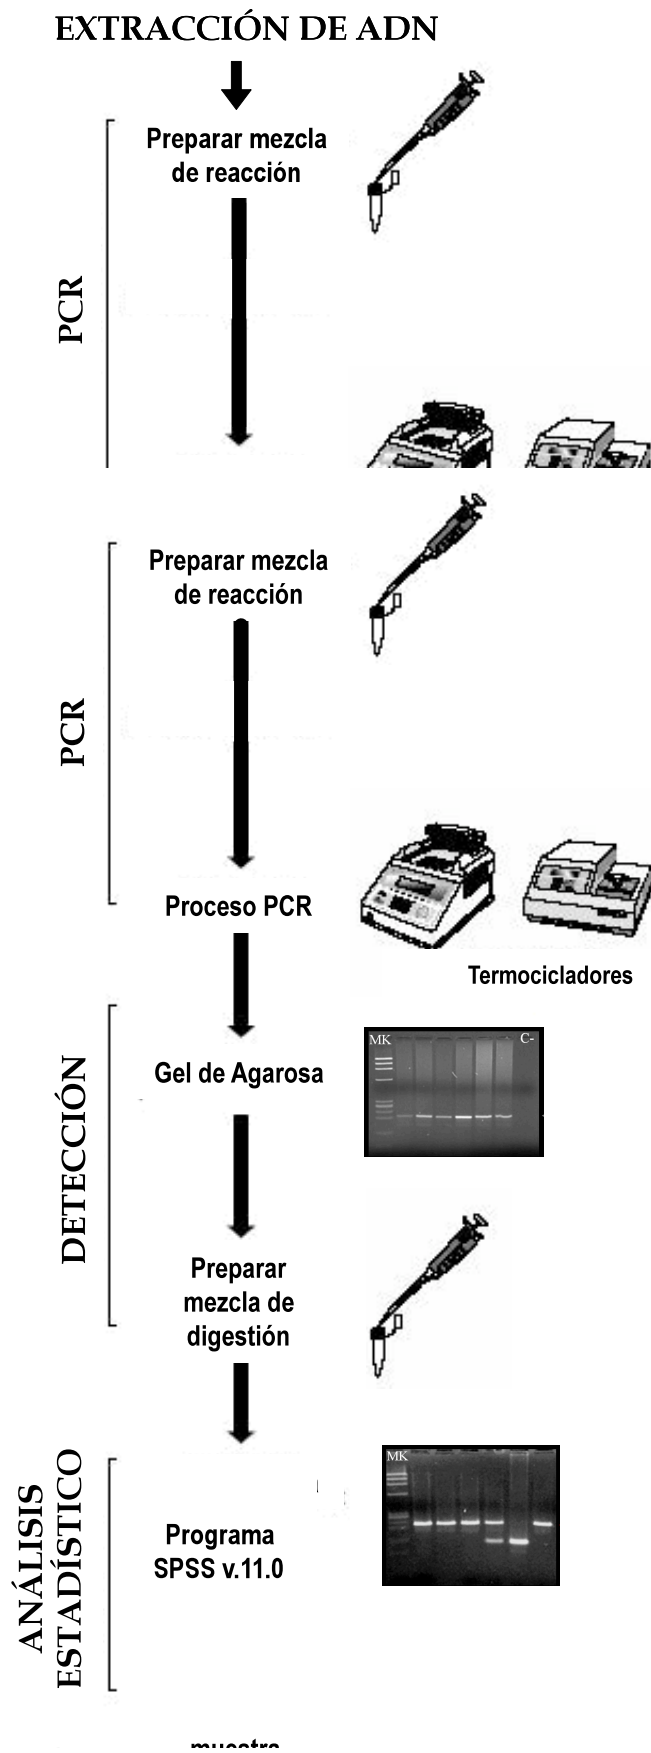 EXTRACCIÓN DE ADN
Preparar mezcla
de reacción
PCR
Preparar mezcla
de reacción
PCR
Proceso PCR
Termocicladores
DETECCIÓN
MK
C-
Gel de Agarosa
Preparar
mezcla de
digestión
ANÁLISIS
ESTADÍSTICO
MK
Programa
SPSS v.11.0
muestra